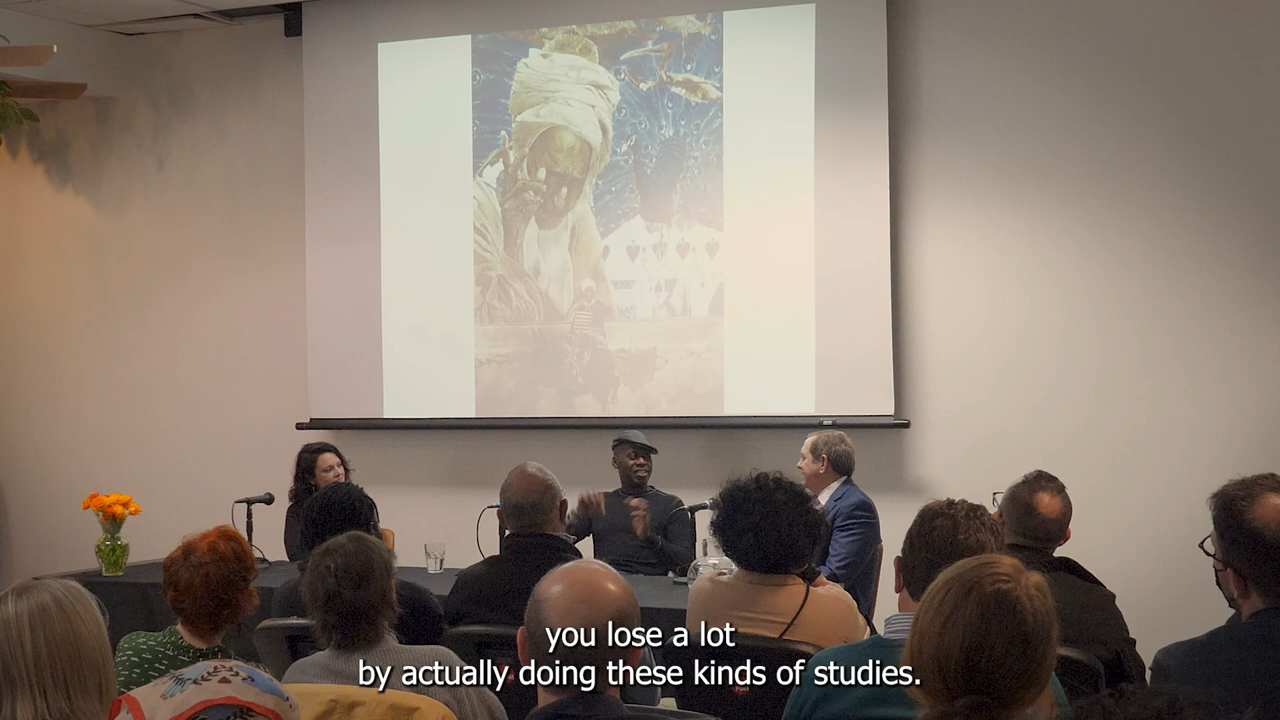 you lose a lot
by actually doing these kinds of studies.